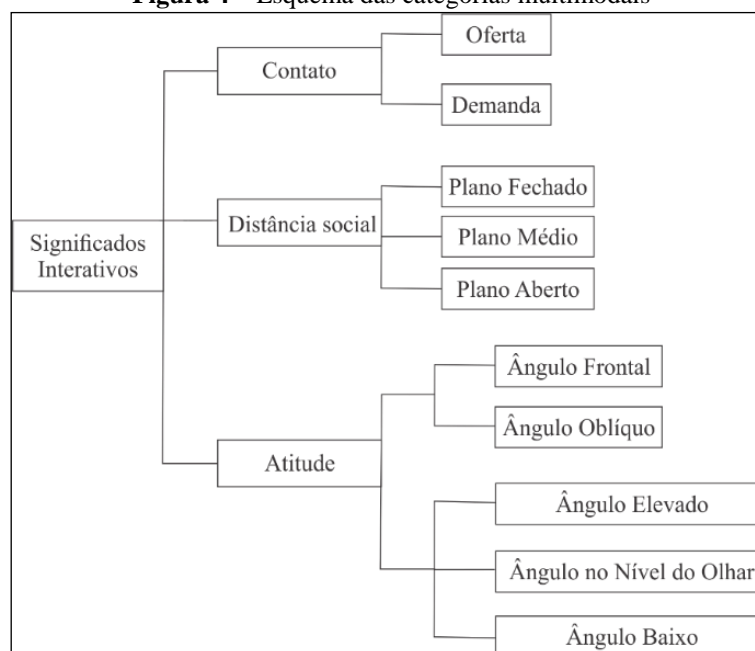 Figura 4 – Esquema das categorias multimodais
Oferta
Contato
Demanda
Plano Fechado
Distância social
Plano Médio
Significados
Interativos
Plano Aberto
Ângulo Frontal
Ângulo Oblíquo
Atitude
Ângulo Elevado
Ângulo no Nível do Olhar
Ângulo Baixo